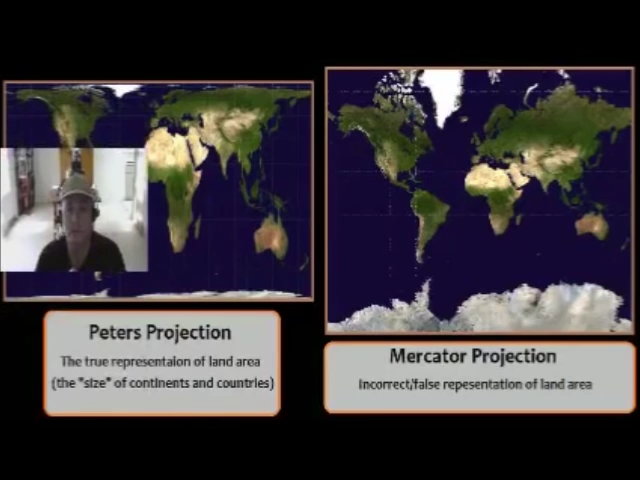 Peters Projection
The true representaion of land area
(the "size" of continents and countries)
Mercator Projection
Incorrect/false repesentation of land area